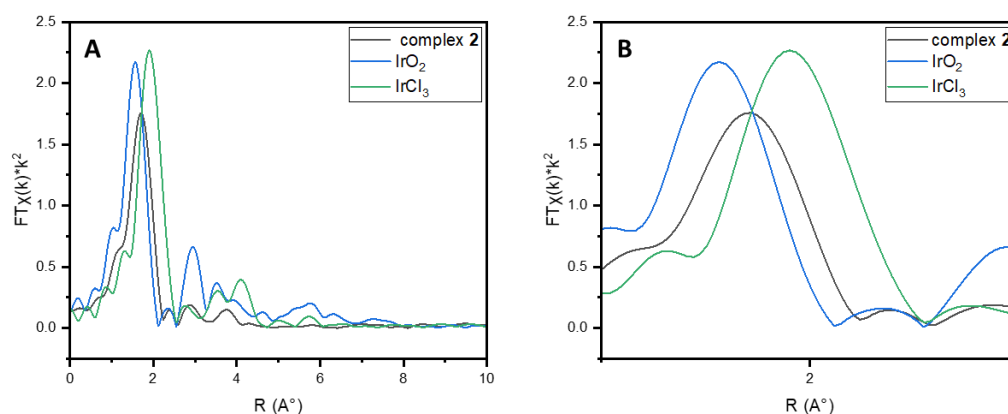 A
complex 2
IrO₂
IrCl₃
FTχ(k)*k²
2.5
2.0
1.5
1.0
0.5
0.0
0
2
4
6
8
10
R (A°)
B
complex 2
IrO₂
IrCl₃
FTχ(k)*k²
2.5
2.0
1.5
1.0
0.5
0.0
2
R (A°)